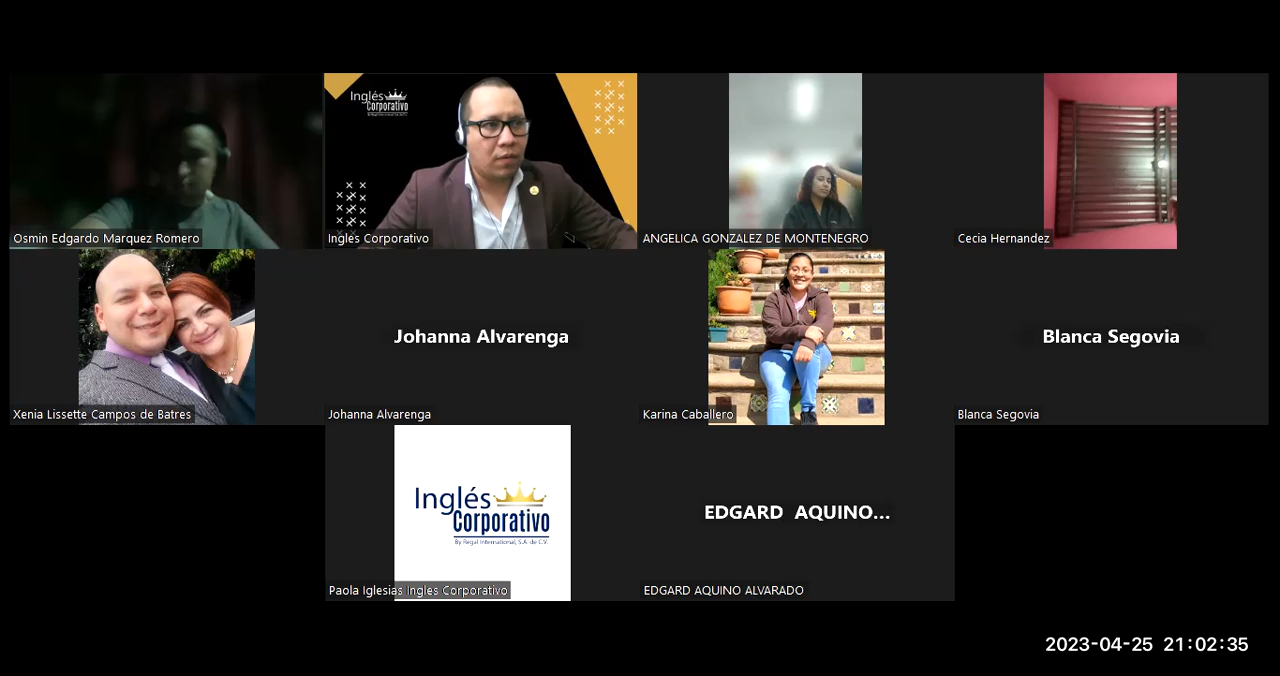 Inglés
Corporativo
Osmin Edgardo Marquez Romero
Inglés Corporativo
ANGELICA GONZALEZ DE MONTENEGRO
Cecia Hernandez
Johanna Alvarenga
Blanca Segovia
Xenia Lissette Campos de Batres
Johanna Alvarenga
Karina Caballero
Blanca Segovia
Inglés
Corporativo
By Regal International, S.A. de C.V.
EDGARD AQUINO...
Paola Iglesias Ingles Corporativo
EDGARD AQUINO ALVARADO
2023-04-25 21:02:35